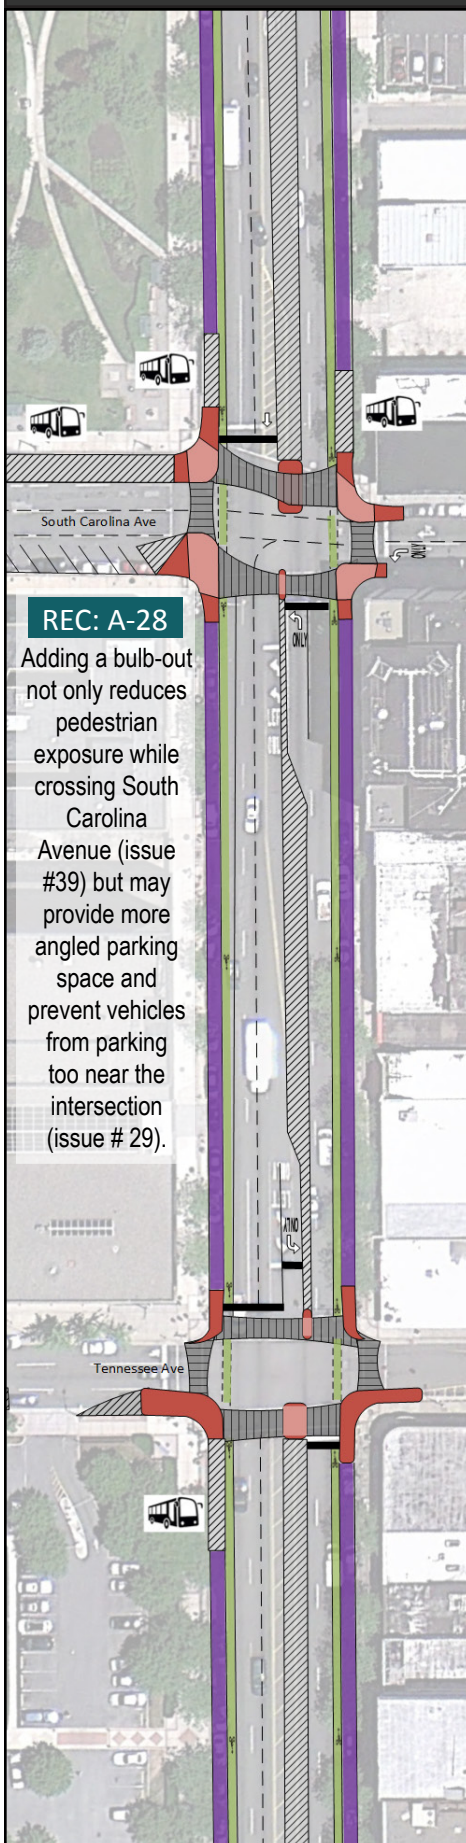 South Carolina Ave
ONLY
REC: A-28
Adding a bulb-out
not only reduces
pedestrian
exposure while
crossing South
Carolina
Avenue (issue
#39) but may
provide more
angled parking
space and
prevent vehicles
from parking
too near the
intersection
(issue # 29).
ONLY
ONLY
Tennessee Ave